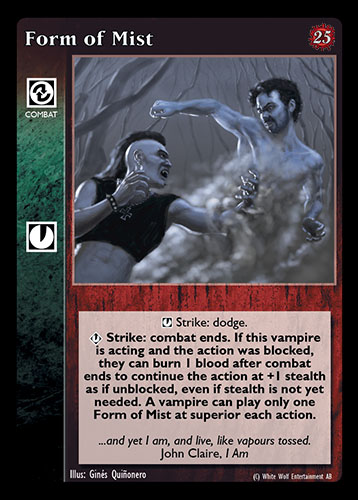 Form of Mist
25
COMBAT
Strike: dodge.
Strike: combat ends. If this vampire
is acting and the action was blocked,
they can burn 1 blood after combat
ends to continue the action at +1 stealth
as if unblocked, even if stealth is not yet
needed. A vampire can play only one
Form of Mist at superior each action.
...and yet I am, and live, like vapours tossed.
John Claire, I Am
Illus: Ginés Quiñonero
(C) White Wolf Entertainment AB